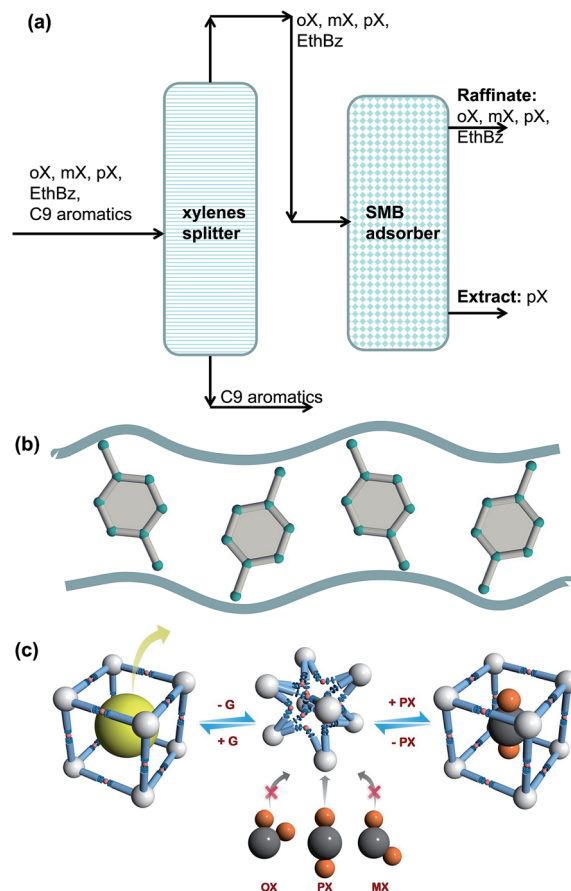 (a)
oX, mX, pX,
EthBz
oX, mX, pX,
EthBz,
C9 aromatics
xylenes
splitter
SMB
adsorber
Raffinate:
oX, mX, pX,
EthBz
Extract: pX
C9 aromatics
(b)
(c)
- G
+ G
+ PX
- PX
OX
PX
MX